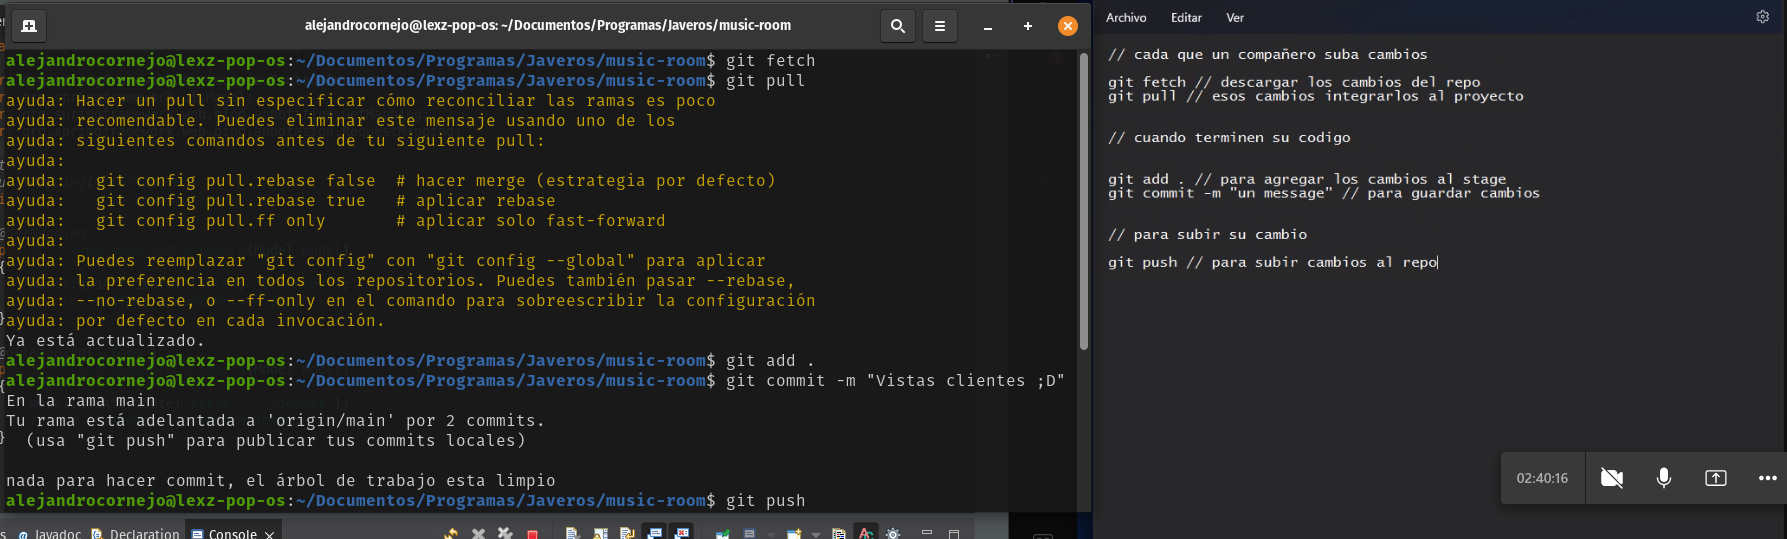 alejandrocornejo@lexz-pop-os: ~/Documentos/Programas/Javeros/music-room
alejandrocornejo@lexz-pop-os:~/Documentos/Programas/Javeros/music-room$ git fetch
alejandrocornejo@lexz-pop-os:~/Documentos/Programas/Javeros/music-room$ git pull
ayuda: Hacer un pull sin especificar cómo reconciliar las ramas es poco
ayuda: recomendable. Puedes eliminar este mensaje usando uno de los
ayuda: siguientes comandos antes de tu siguiente pull:
ayuda:
ayuda:   git config pull.rebase false  # hacer merge (estrategia por defecto)
ayuda:   git config pull.rebase true   # aplicar rebase
ayuda:   git config pull.ff only       # aplicar solo fast-forward
ayuda:
ayuda: Puedes reemplazar "git config" con "git config --global" para aplicar
ayuda: la preferencia en todos los repositorios. Puedes también pasar --rebase,
ayuda: --no-rebase, o --ff-only en el comando para sobreescribir la configuración
ayuda: por defecto en cada invocación.
Ya está actualizado.
alejandrocornejo@lexz-pop-os:~/Documentos/Programas/Javeros/music-room$ git add .
alejandrocornejo@lexz-pop-os:~/Documentos/Programas/Javeros/music-room$ git commit -m "Vistas clientes ;D"
En la rama main
Tu rama está adelantada a 'origin/main' por 2 commits.
  (usa "git push" para publicar tus commits locales)
nada para hacer commit, el árbol de trabajo esta limpio
alejandrocornejo@lexz-pop-os:~/Documentos/Programas/Javeros/music-room$ git push
Javadoc Declaration Console
Archivo Editar Ver
// cada que un compañero suba cambios
git fetch // descargar los cambios del repo
git pull // esos cambios integrarlos al proyecto
// cuando terminen su codigo
git add . // para agregar los cambios al stage
git commit -m "un message" // para guardar cambios
// para subir su cambio
git push // para subir cambios al repo
02:40:16